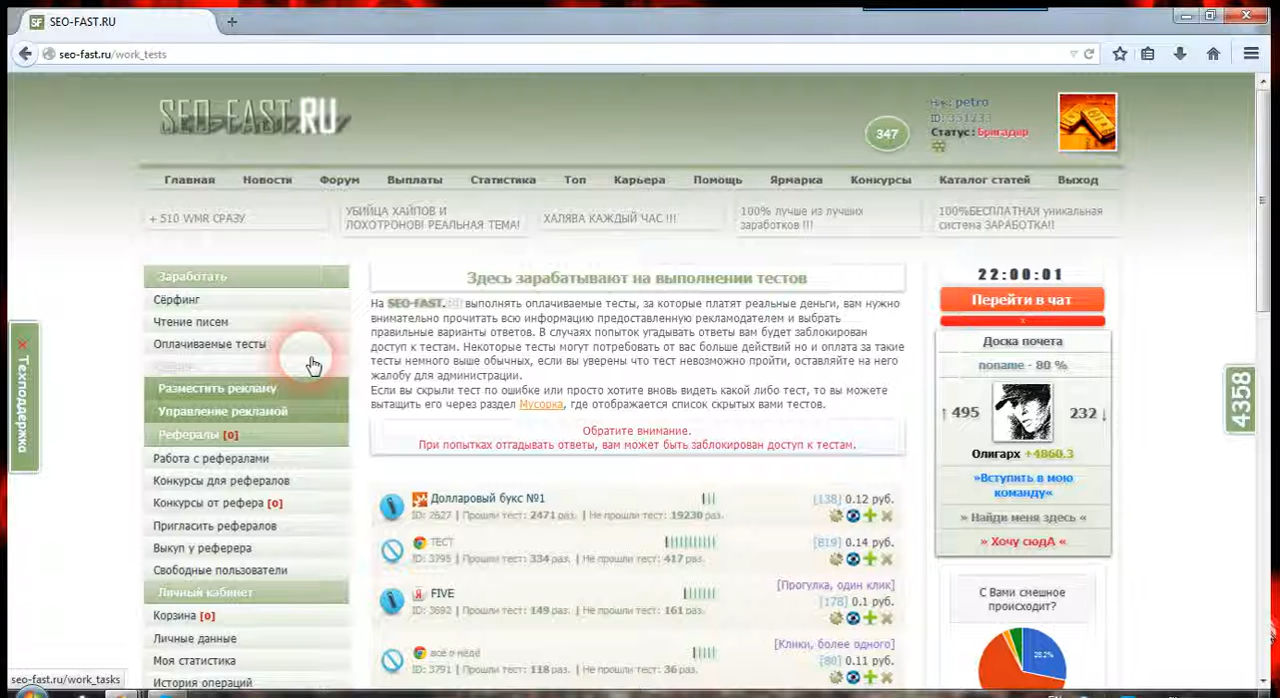 SEO-FAST.RU
seo-fast.ru/work_tests
SEO-FAST.RU
347
Ник: petro
Статус: Бригадир
Главная
Новости
Форум
Выплаты
Статистика
Топ
Карьера
Помощь
Ярмарка
Конкурсы
Каталог статей
Выход
+ 510 WMR СРАЗУ
УБИЙЦА ХАЙПОВ И
ЛОХОТРОНОВ! РЕАЛЬНАЯ ТЕМА!
ХАЛЯВА КАЖДЫЙ ЧАС !!!
100% лучше из лучших
заработков !!!
100%БЕСПЛАТНАЯ уникальная
система ЗАРАБОТКА!!
Техподдержка
Заработать
Сёрфинг
Чтение писем
Оплачиваемые тесты
Разместить рекламу
Управление рекламой
Рефералы [0]
Работа с рефералами
Конкурсы для рефералов
Конкурсы от рефера [0]
Пригласить рефералов
Выкуп у реферера
Свободные пользователи
Личный кабинет
Корзина [0]
Личные данные
Моя статистика
История операций
Здесь зарабатывают на выполнении тестов
На SEO-FAST. выполнять оплачиваемые тесты, за которые платят реальные деньги, вам нужно
внимательно прочитать всю информацию предоставленную рекламодателем и выбрать
правильные варианты ответов. В случаях попыток угадывать ответы вам будет заблокирован
доступ к тестам. Некоторые тесты могут потребовать от вас больше действий но и оплата за такие
тесты немного выше обычных, если вы уверены что тест невозможно пройти, оставляйте на него
жалобу для администрации.
Если вы скрыли тест по ошибке или просто хотите вновь видеть какой либо тест, то вы можете
вытащить его через раздел Мусорка, где отображается список скрытых вами тестов.
Обратите внимание.
При попытках отгадывать ответы, вам может быть заблокирован доступ к тестам.
Долларовый букс №1
[138] 0.12 руб.
ID: 2627 | Прошли тест: 2471 раз. | Не прошли тест: 19230 раз.
ТЕСТ
[819] 0.14 руб.
ID: 3795 | Прошли тест: 334 раз. | Не прошли тест: 417 раз.
[Прогулка, один клик]
FIVE
[178] 0.1 руб.
ID: 3692 | Прошли тест: 149 раз. | Не прошли тест: 161 раз.
[Клики, более одного]
все о нёде
[80] 0.11 руб.
ID: 3791 | Прошли тест: 118 раз. | Не прошли тест: 36 раз.
22:00:01
Перейти в чат
x
Доска почета
noname - 80 %
↑ 495
232 ↓
Олигарх +4860.3
»Вступить в мою
команду«
» Найди меня здесь «
» Хочу сюдА «
С Вами смешное
происходит?
28.2%
4358
seo-fast.ru/work_tasks